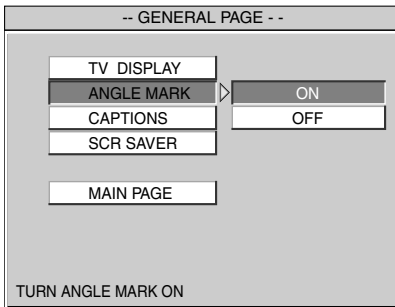 -- GENERAL PAGE - -
TV DISPLAY
ANGLE MARK ON
CAPTIONS OFF
SCR SAVER
MAIN PAGE
TURN ANGLE MARK ON